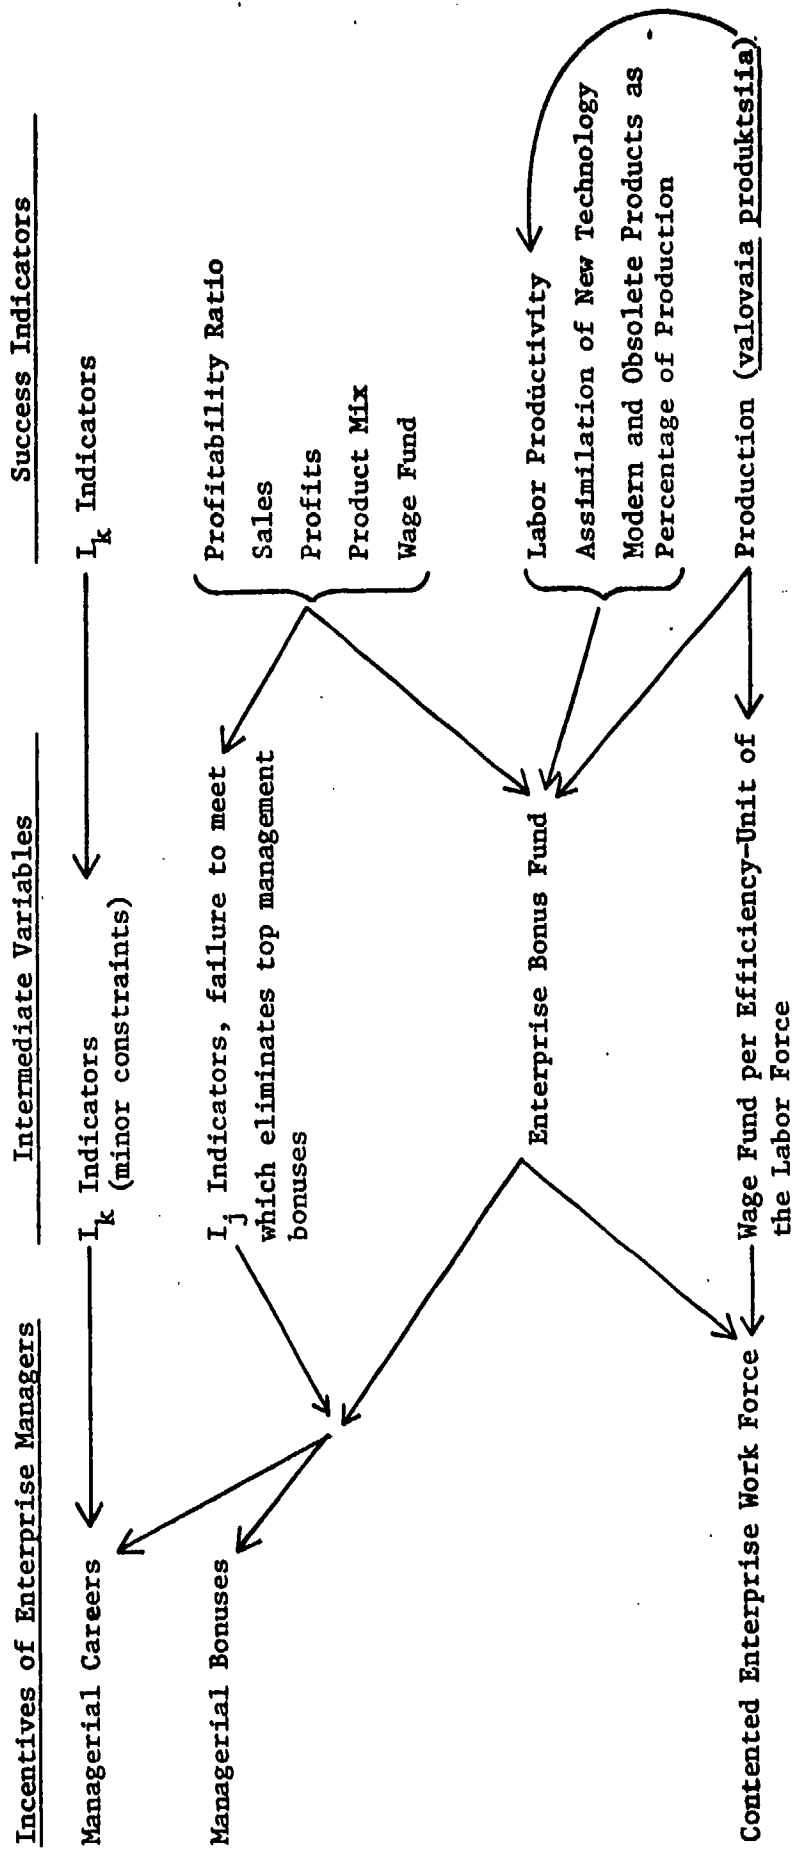 Incentives of Enterprise Managers
Managerial Careers
Managerial Bonuses
Contented Enterprise Work Force
Intermediate Variables
I_k Indicators
(minor constraints)
I_j Indicators, failure to meet
which eliminates top management
bonuses
Enterprise Bonus Fund
Wage Fund per Efficiency-Unit of
the Labor Force
Success Indicators
I_k Indicators
Profitability Ratio
Sales
Profits
Product Mix
Wage Fund
Labor Productivity
Assimilation of New Technology
Modern and Obsolete Products as
Percentage of Production
Production (valovaia produktsiia)